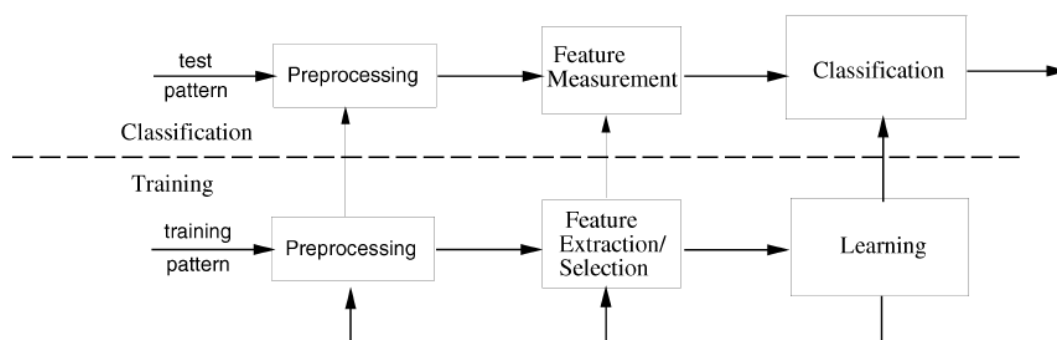 test
pattern
Preprocessing
Feature
Measurement
Classification
Classification
Training
training
pattern
Preprocessing
Feature
Extraction/
Selection
Learning